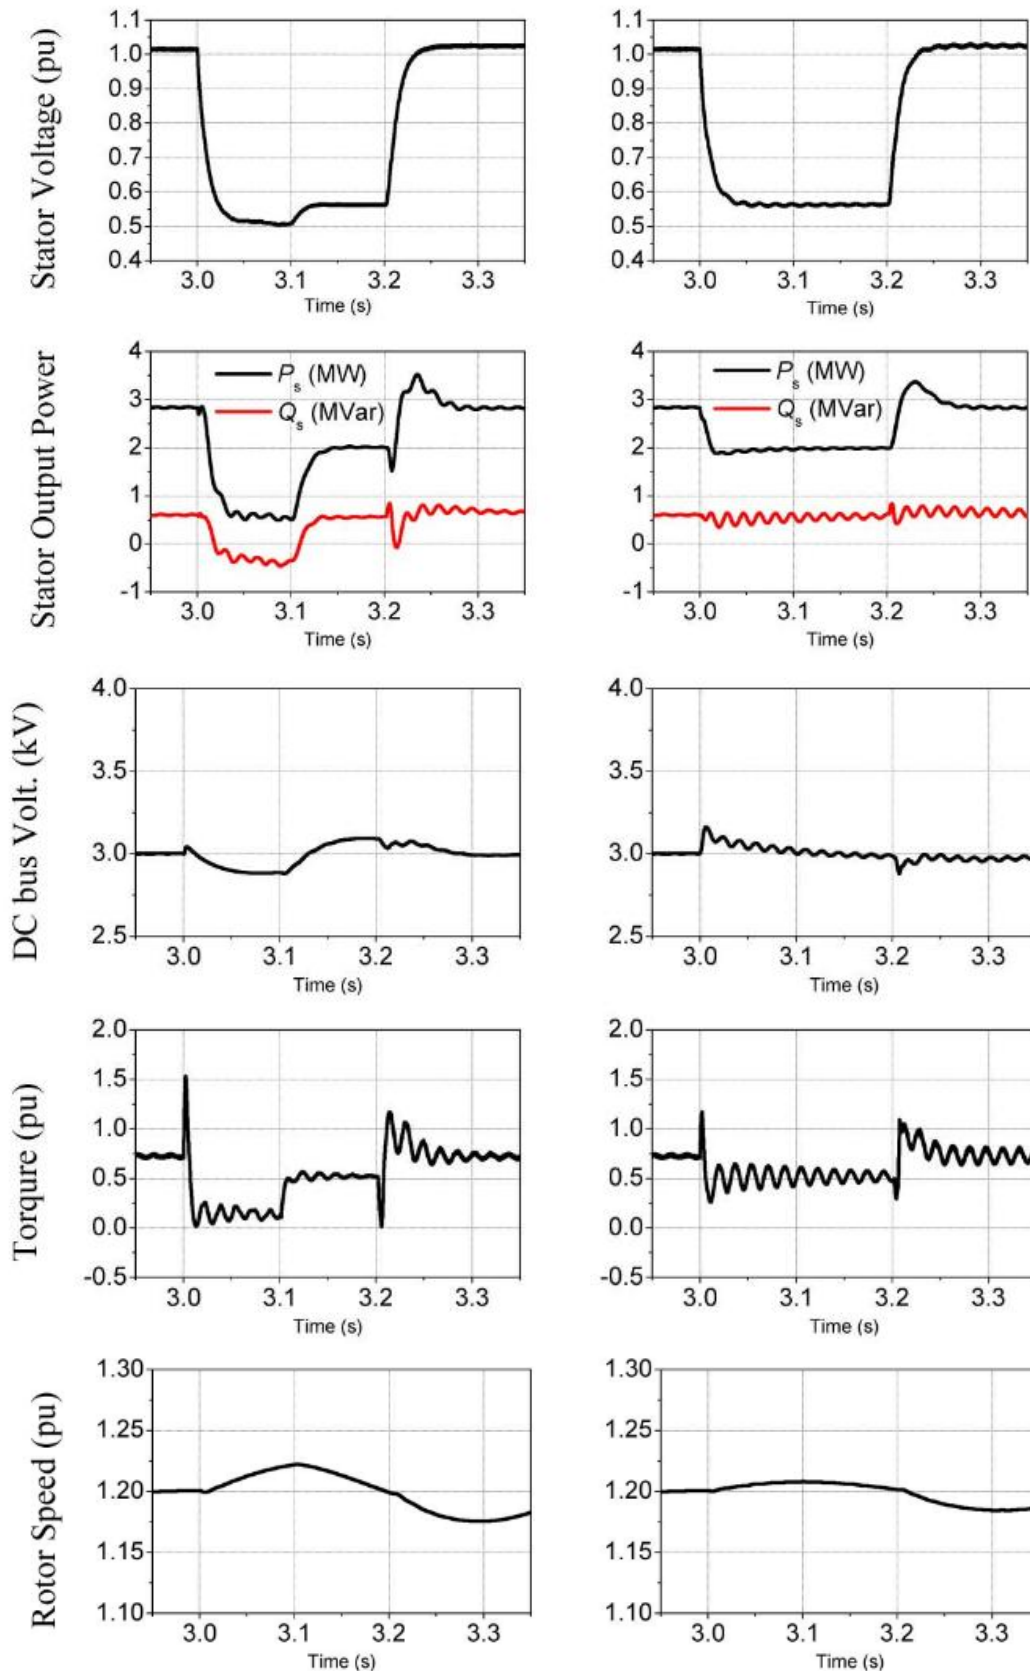 Stator Voltage (pu)
1.1
1.0
0.9
0.8
0.7
0.6
0.5
0.4
3.0 3.1 3.2 3.3
Time (s)
1.1
1.0
0.9
0.8
0.7
0.6
0.5
0.4
3.0 3.1 3.2 3.3
Time (s)
Stator Output Power
4
3
2
1
0
-1
Ps (MW)
Qs (MVar)
3.0 3.1 3.2 3.3
Time (s)
4
3
2
1
0
-1
Ps (MW)
Qs (MVar)
3.0 3.1 3.2 3.3
Time (s)
DC bus Volt. (kV)
4.0
3.5
3.0
2.5
3.0 3.1 3.2 3.3
Time (s)
4.0
3.5
3.0
2.5
3.0 3.1 3.2 3.3
Time (s)
Torqure (pu)
2.0
1.5
1.0
0.5
0.0
-0.5
3.0 3.1 3.2 3.3
Time (s)
2.0
1.5
1.0
0.5
0.0
-0.5
3.0 3.1 3.2 3.3
Time (s)
Rotor Speed (pu)
1.30
1.25
1.20
1.15
1.10
3.0 3.1 3.2 3.3
Time (s)
1.30
1.25
1.20
1.15
1.10
3.0 3.1 3.2 3.3
Time (s)